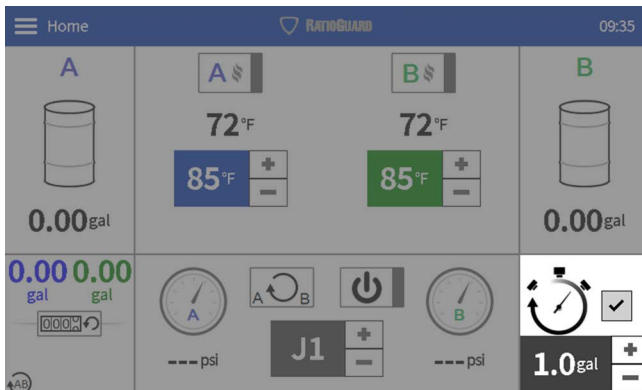 Home RATIOGUARD 09:35
A A B B
72°F 72°F
85°F + − 85°F + −
0.00gal 0.00gal
0.00 0.00
gal gal
A A B B
000
---psi J1 + − ---psi 1.0gal + −
AB